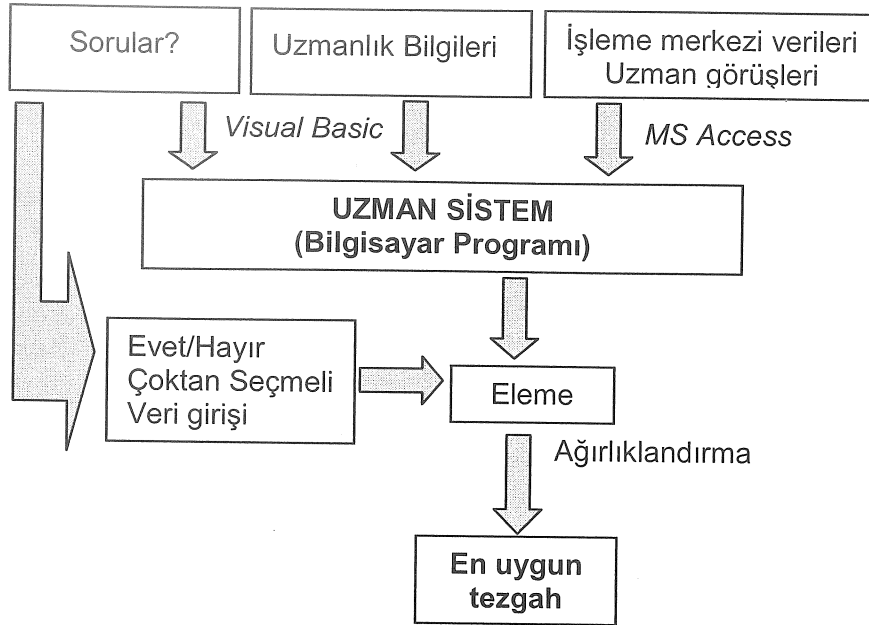 Sorular?
Uzmanlık Bilgileri
İşleme merkezi verileri
Uzman görüşleri
Visual Basic
MS Access
UZMAN SİSTEM
(Bilgisayar Programı)
Evet/Hayır
Çoktan Seçmeli
Veri girişi
Eleme
Ağırlıklandırma
En uygun
tezgah